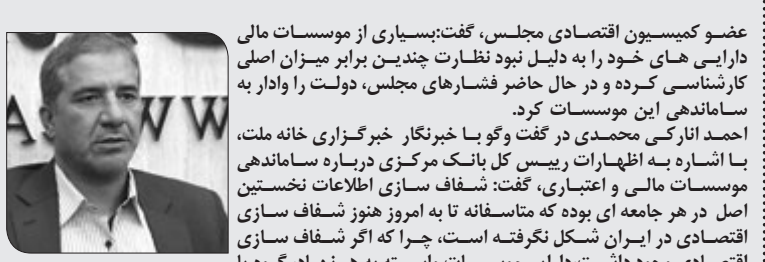 عضو کمیسیون اقتصادی مجلس، گفت:بسیاری از موسسات مالی
دارایی های خود را به دلیل نبود نظارت چندین برابر میزان اصلی
کارشناسی کرده و در حال حاضر فشارهای مجلس، دولت را وادار به
ساماندهی این موسسات کرد.
احمد انارکی محمدی در گفت وگو با خبرنگار خبرگزاری خانه ملت،
با اشاره به اظهارات رییس کل بانک مرکزی درباره ساماندهی
موسسات مالی و اعتباری، گفت: شفاف سازی اطلاعات نخستین
اصل در هر جامعه ای بوده که متاسفانه تا به امروز هنوز شفاف سازی
اقتصادی در ایران شکل نگرفته است، چرا که اگر شفاف سازی